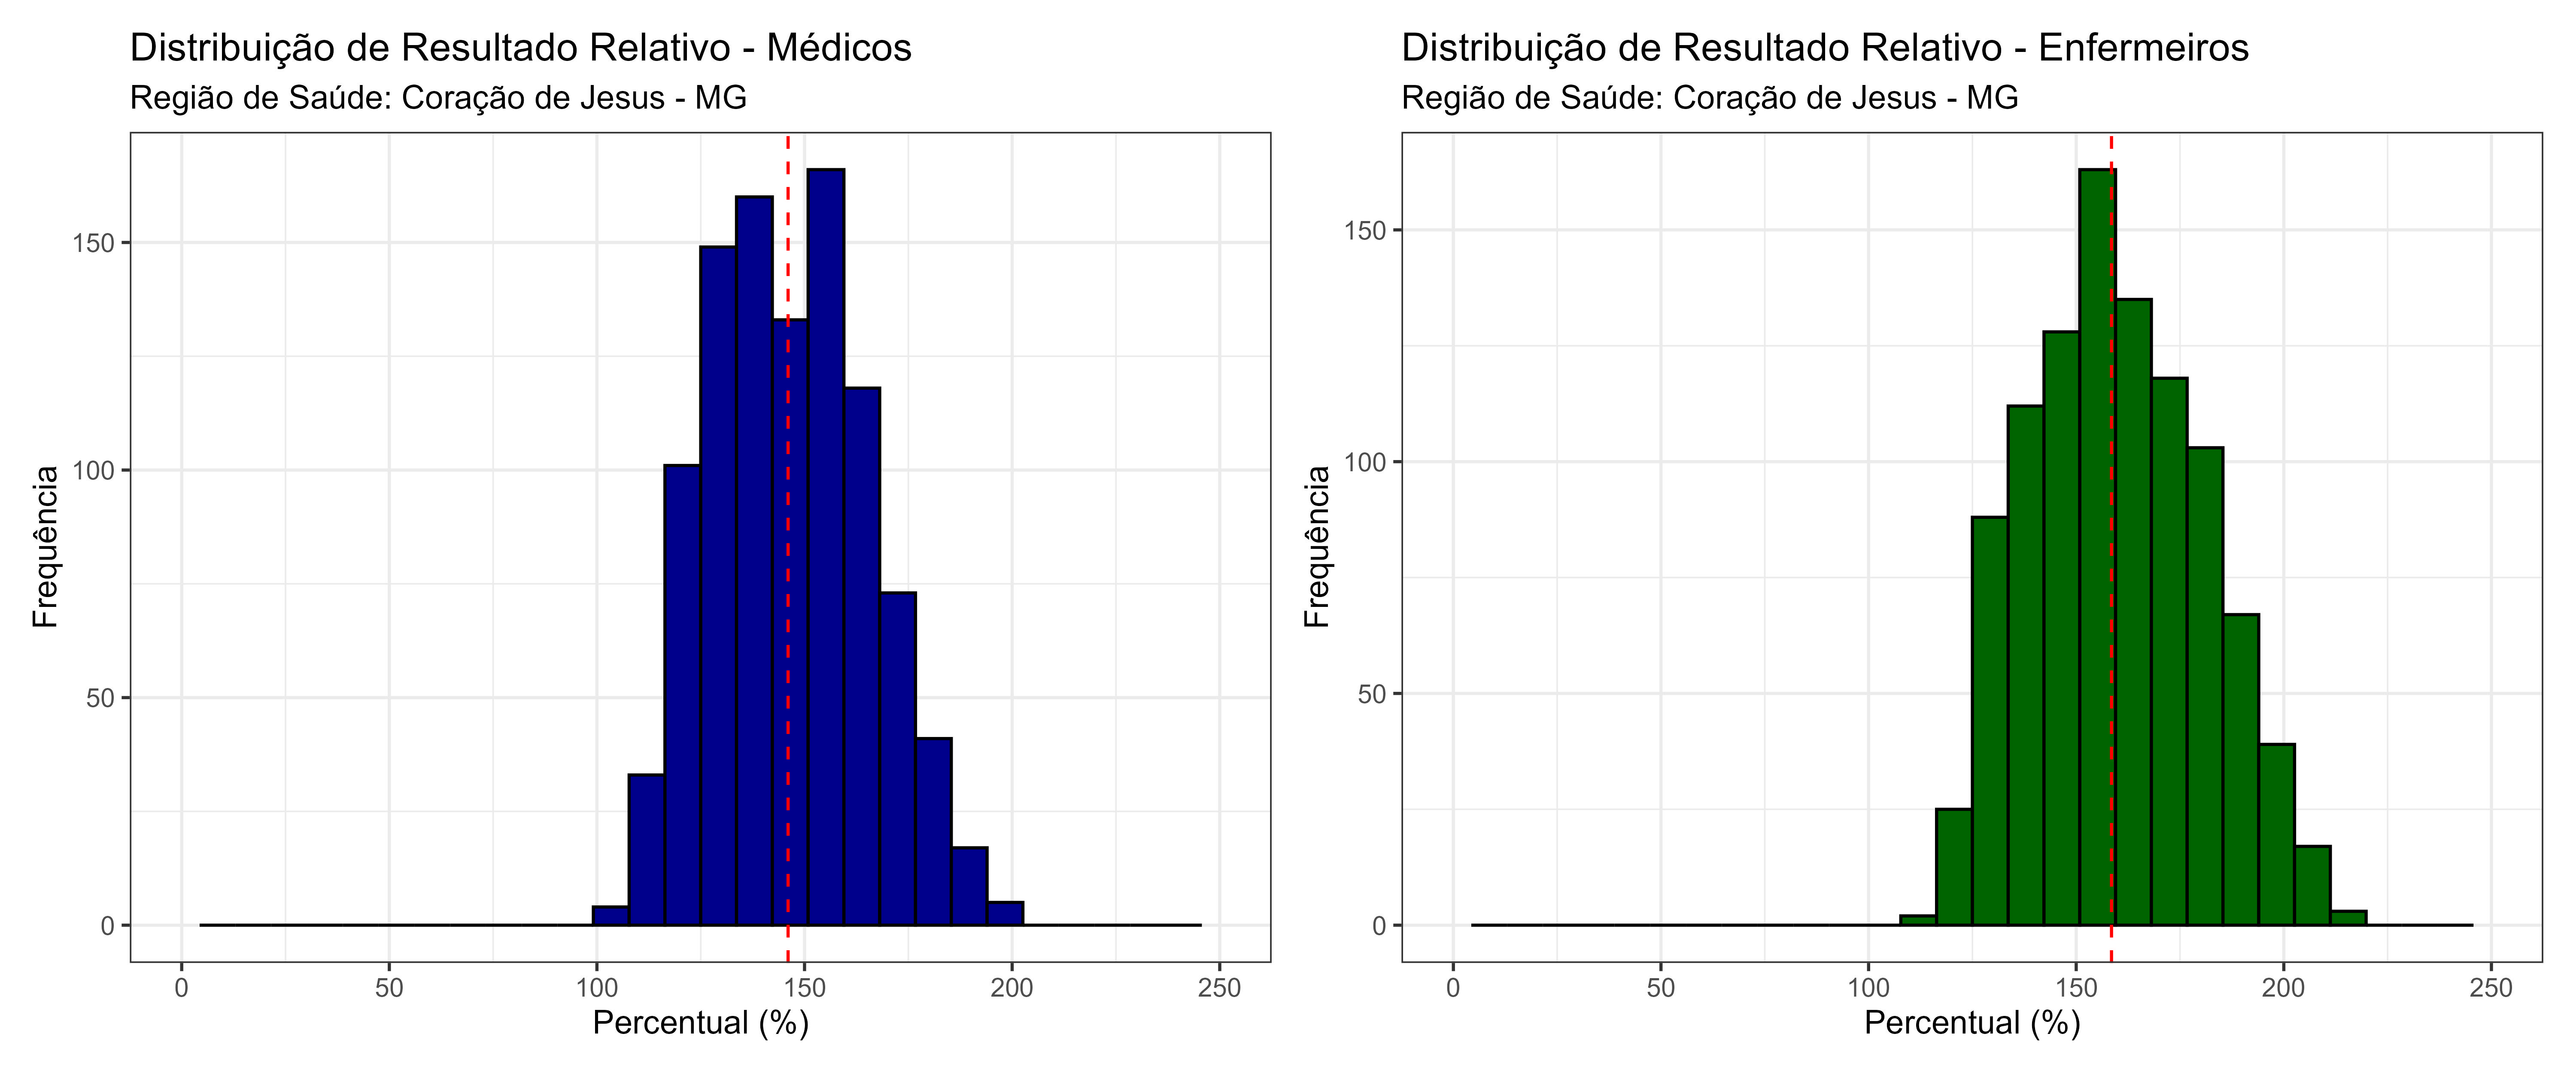 Distribuição de Resultado Relativo - Médicos
Região de Saúde: Coração de Jesus - MG
Frequência
150
100
50
0
0 50 100 150 200 250
Percentual (%)
Distribuição de Resultado Relativo - Enfermeiros
Região de Saúde: Coração de Jesus - MG
Frequência
150
100
50
0
0 50 100 150 200 250
Percentual (%)